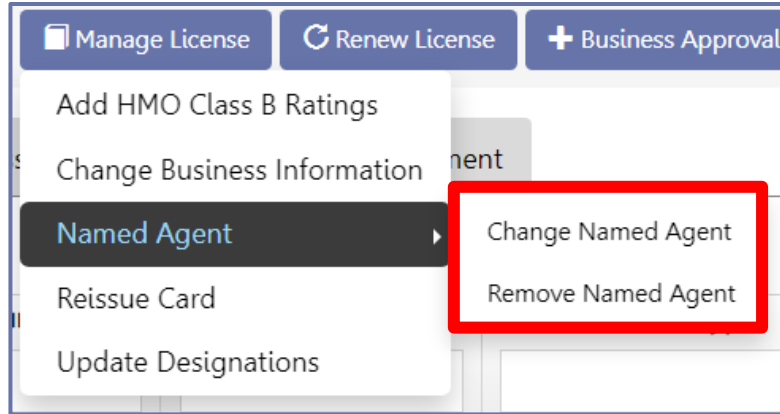 Manage License
Renew License
Business Approval
Add HMO Class B Ratings
Change Business Information
Named Agent
Change Named Agent
Remove Named Agent
Reissue Card
Update Designations